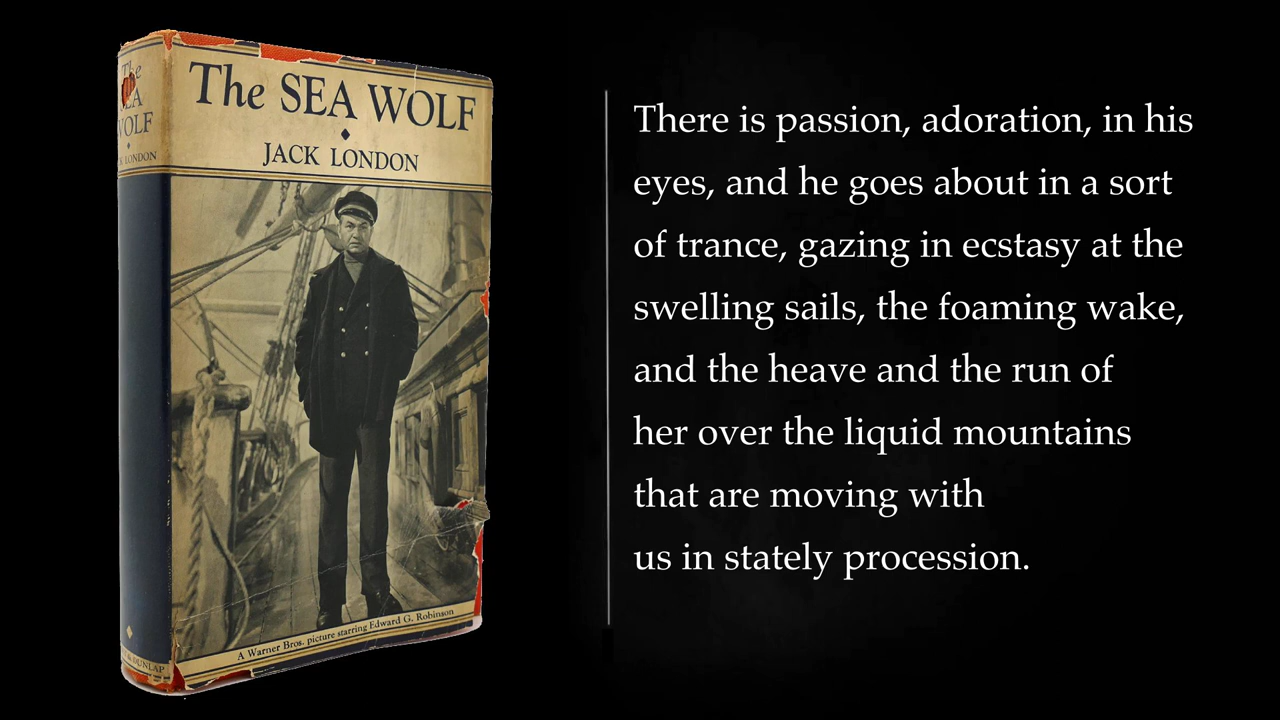 The SEA WOLF
JACK LONDON
A Warner Bros. picture starring Edward G. Robinson
The
WOLF
LONDON
DUNLAP
There is passion, adoration, in his
eyes, and he goes about in a sort
of trance, gazing in ecstasy at the
swelling sails, the foaming wake,
and the heave and the run of
her over the liquid mountains
that are moving with
us in stately procession.